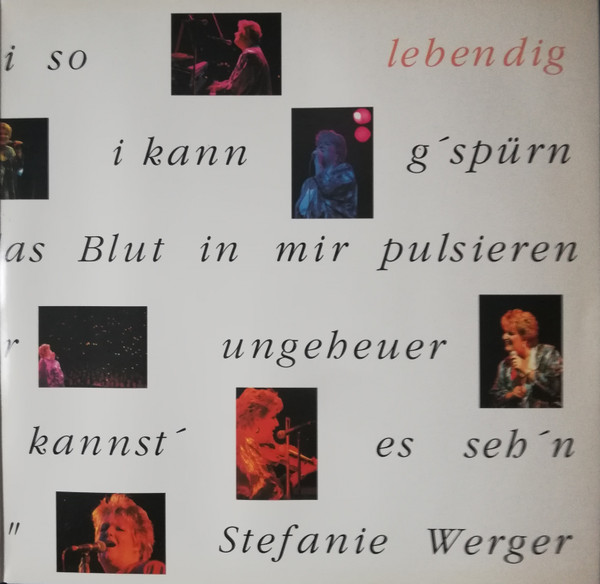 i so lebendig
i kann g´spürn
as Blut in mir pulsieren
r ungeheuer
kannst´ es seh´n
" Stefanie Werger